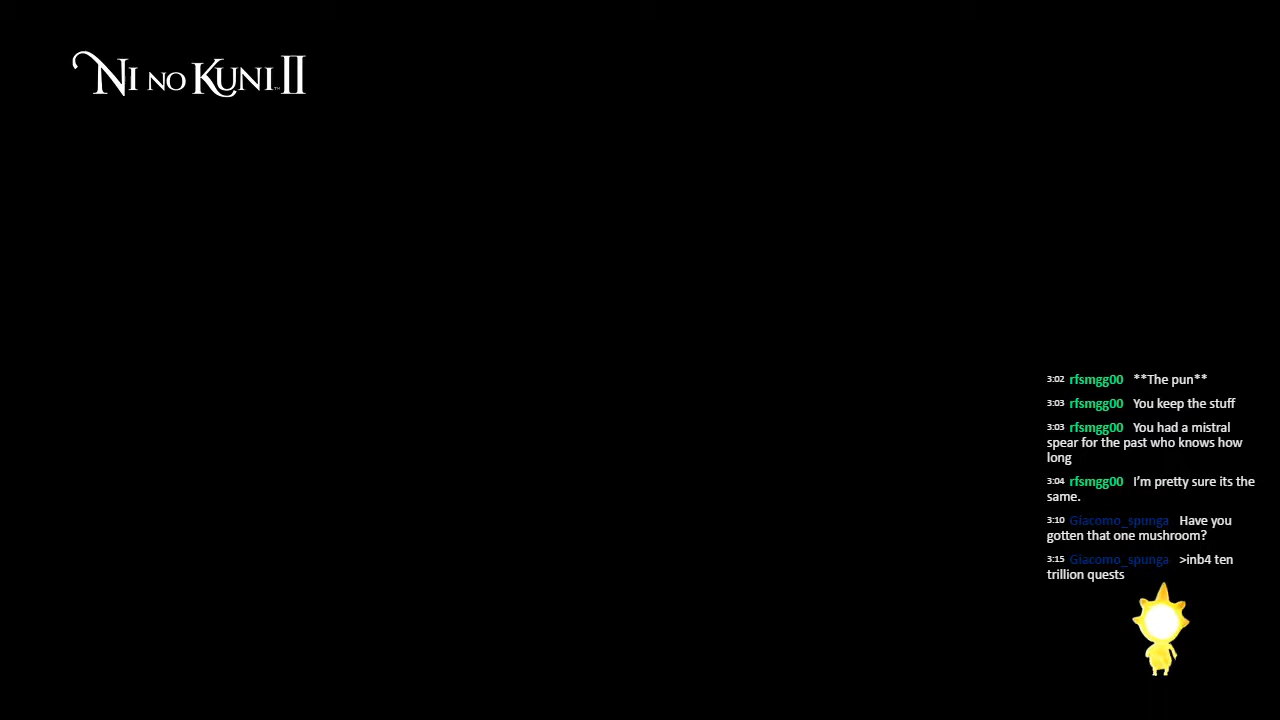 NI NO KUNI™ II
3:02 rfsmgg00 **The pun**
3:03 rfsmgg00 You keep the stuff
3:03 rfsmgg00 You had a mistral
spear for the past who knows how
long
3:04 rfsmgg00 I'm pretty sure its the
same.
3:10 Giacomo_spunga Have you
gotten that one mushroom?
3:15 Giacomo_spunga >inb4 ten
trillion quests